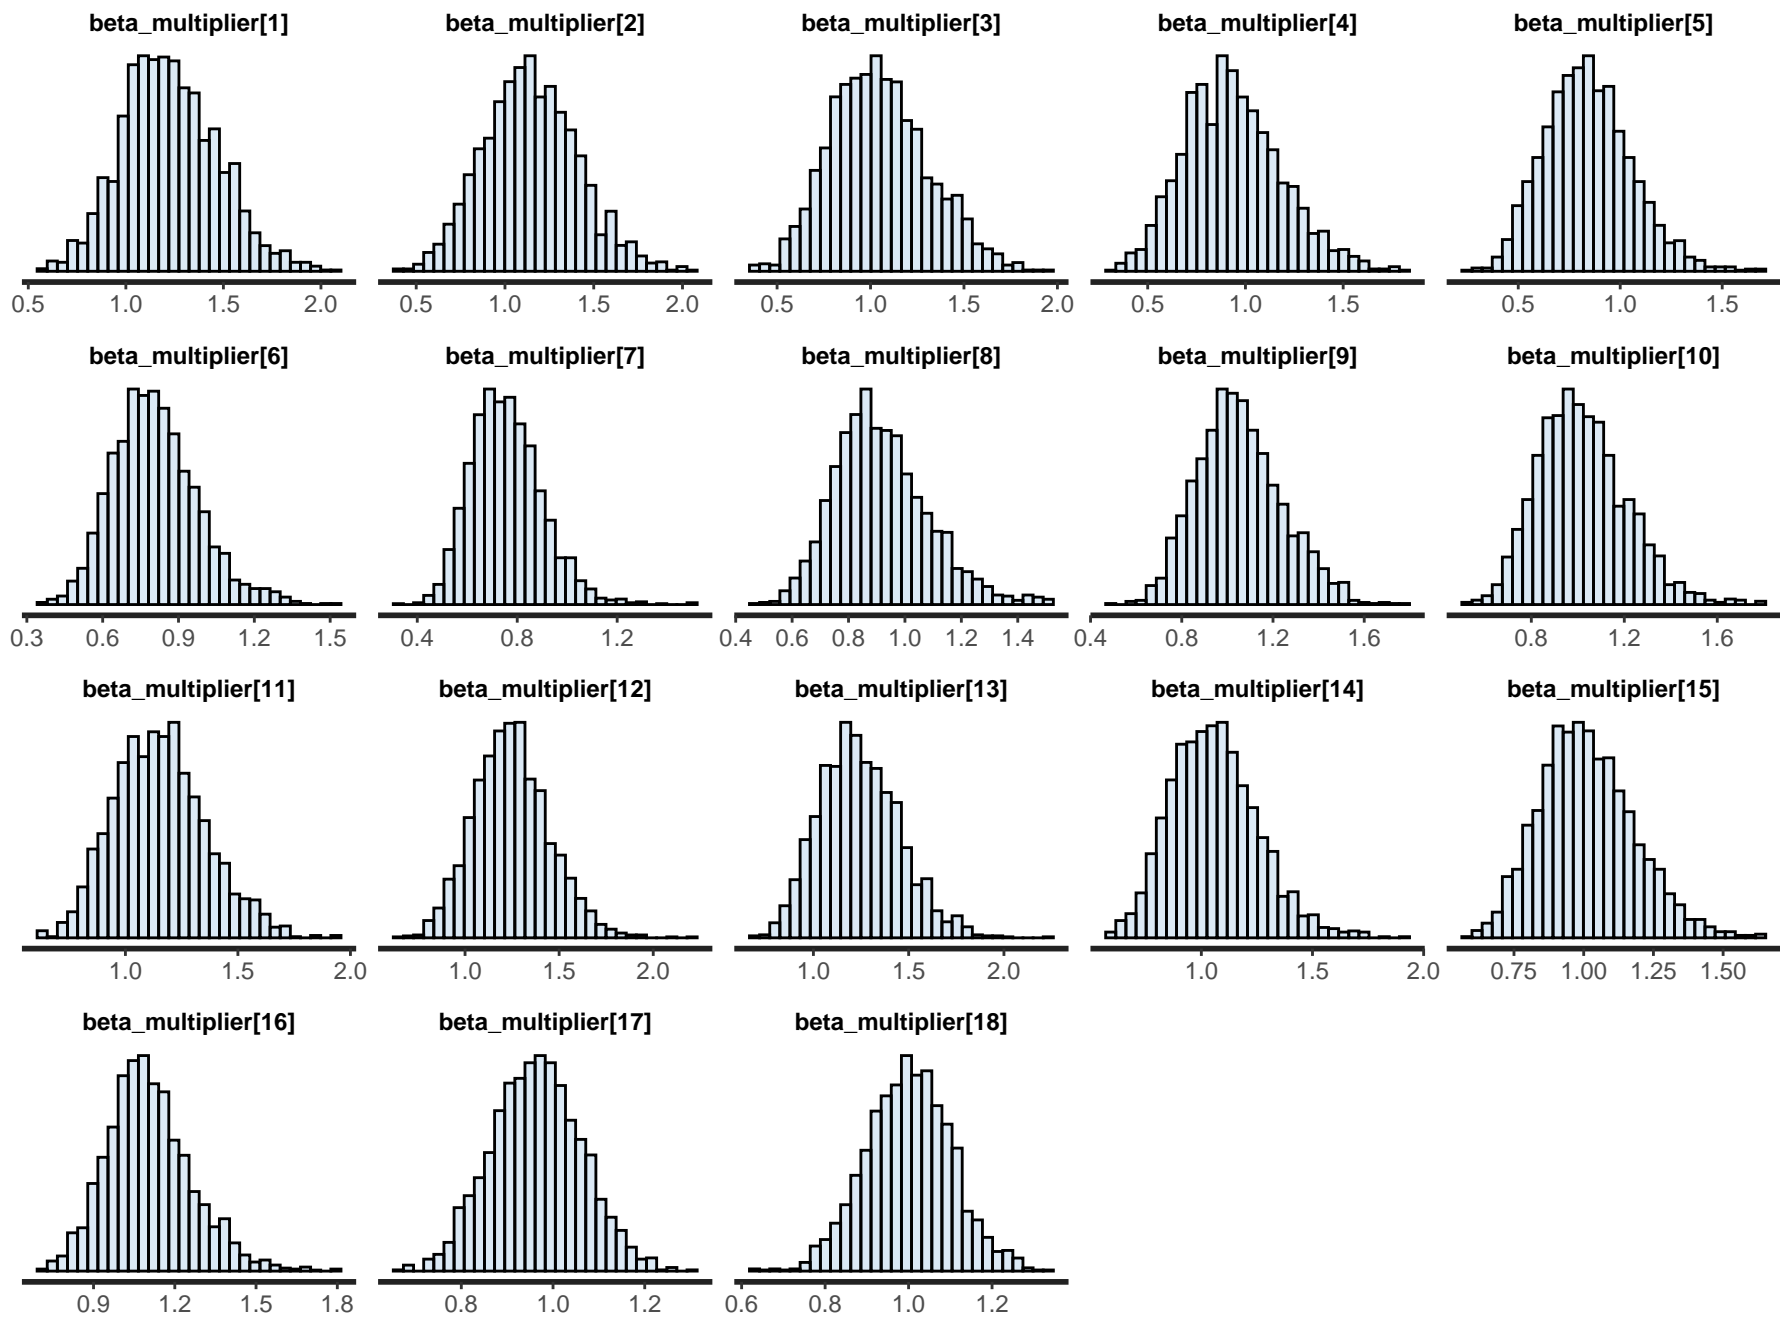 beta_multiplier[1] beta_multiplier[2] beta_multiplier[3] beta_multiplier[4] beta_multiplier[5]
0.5 1.0 1.5 2.0 0.5 1.0 1.5 2.0 0.5 1.0 1.5 2.0 0.5 1.0 1.5 0.5 1.0 1.5
beta_multiplier[6] beta_multiplier[7] beta_multiplier[8] beta_multiplier[9] beta_multiplier[10]
0.3 0.6 0.9 1.2 1.5 0.4 0.8 1.2 0.4 0.6 0.8 1.0 1.2 1.4 0.4 0.8 1.2 1.6 0.8 1.2 1.6
beta_multiplier[11] beta_multiplier[12] beta_multiplier[13] beta_multiplier[14] beta_multiplier[15]
1.0 1.5 2.0 1.0 1.5 2.0 1.0 1.5 2.0 1.0 1.5 2.0 0.75 1.00 1.25 1.50
beta_multiplier[16] beta_multiplier[17] beta_multiplier[18]
0.9 1.2 1.5 1.8 0.8 1.0 1.2 0.6 0.8 1.0 1.2